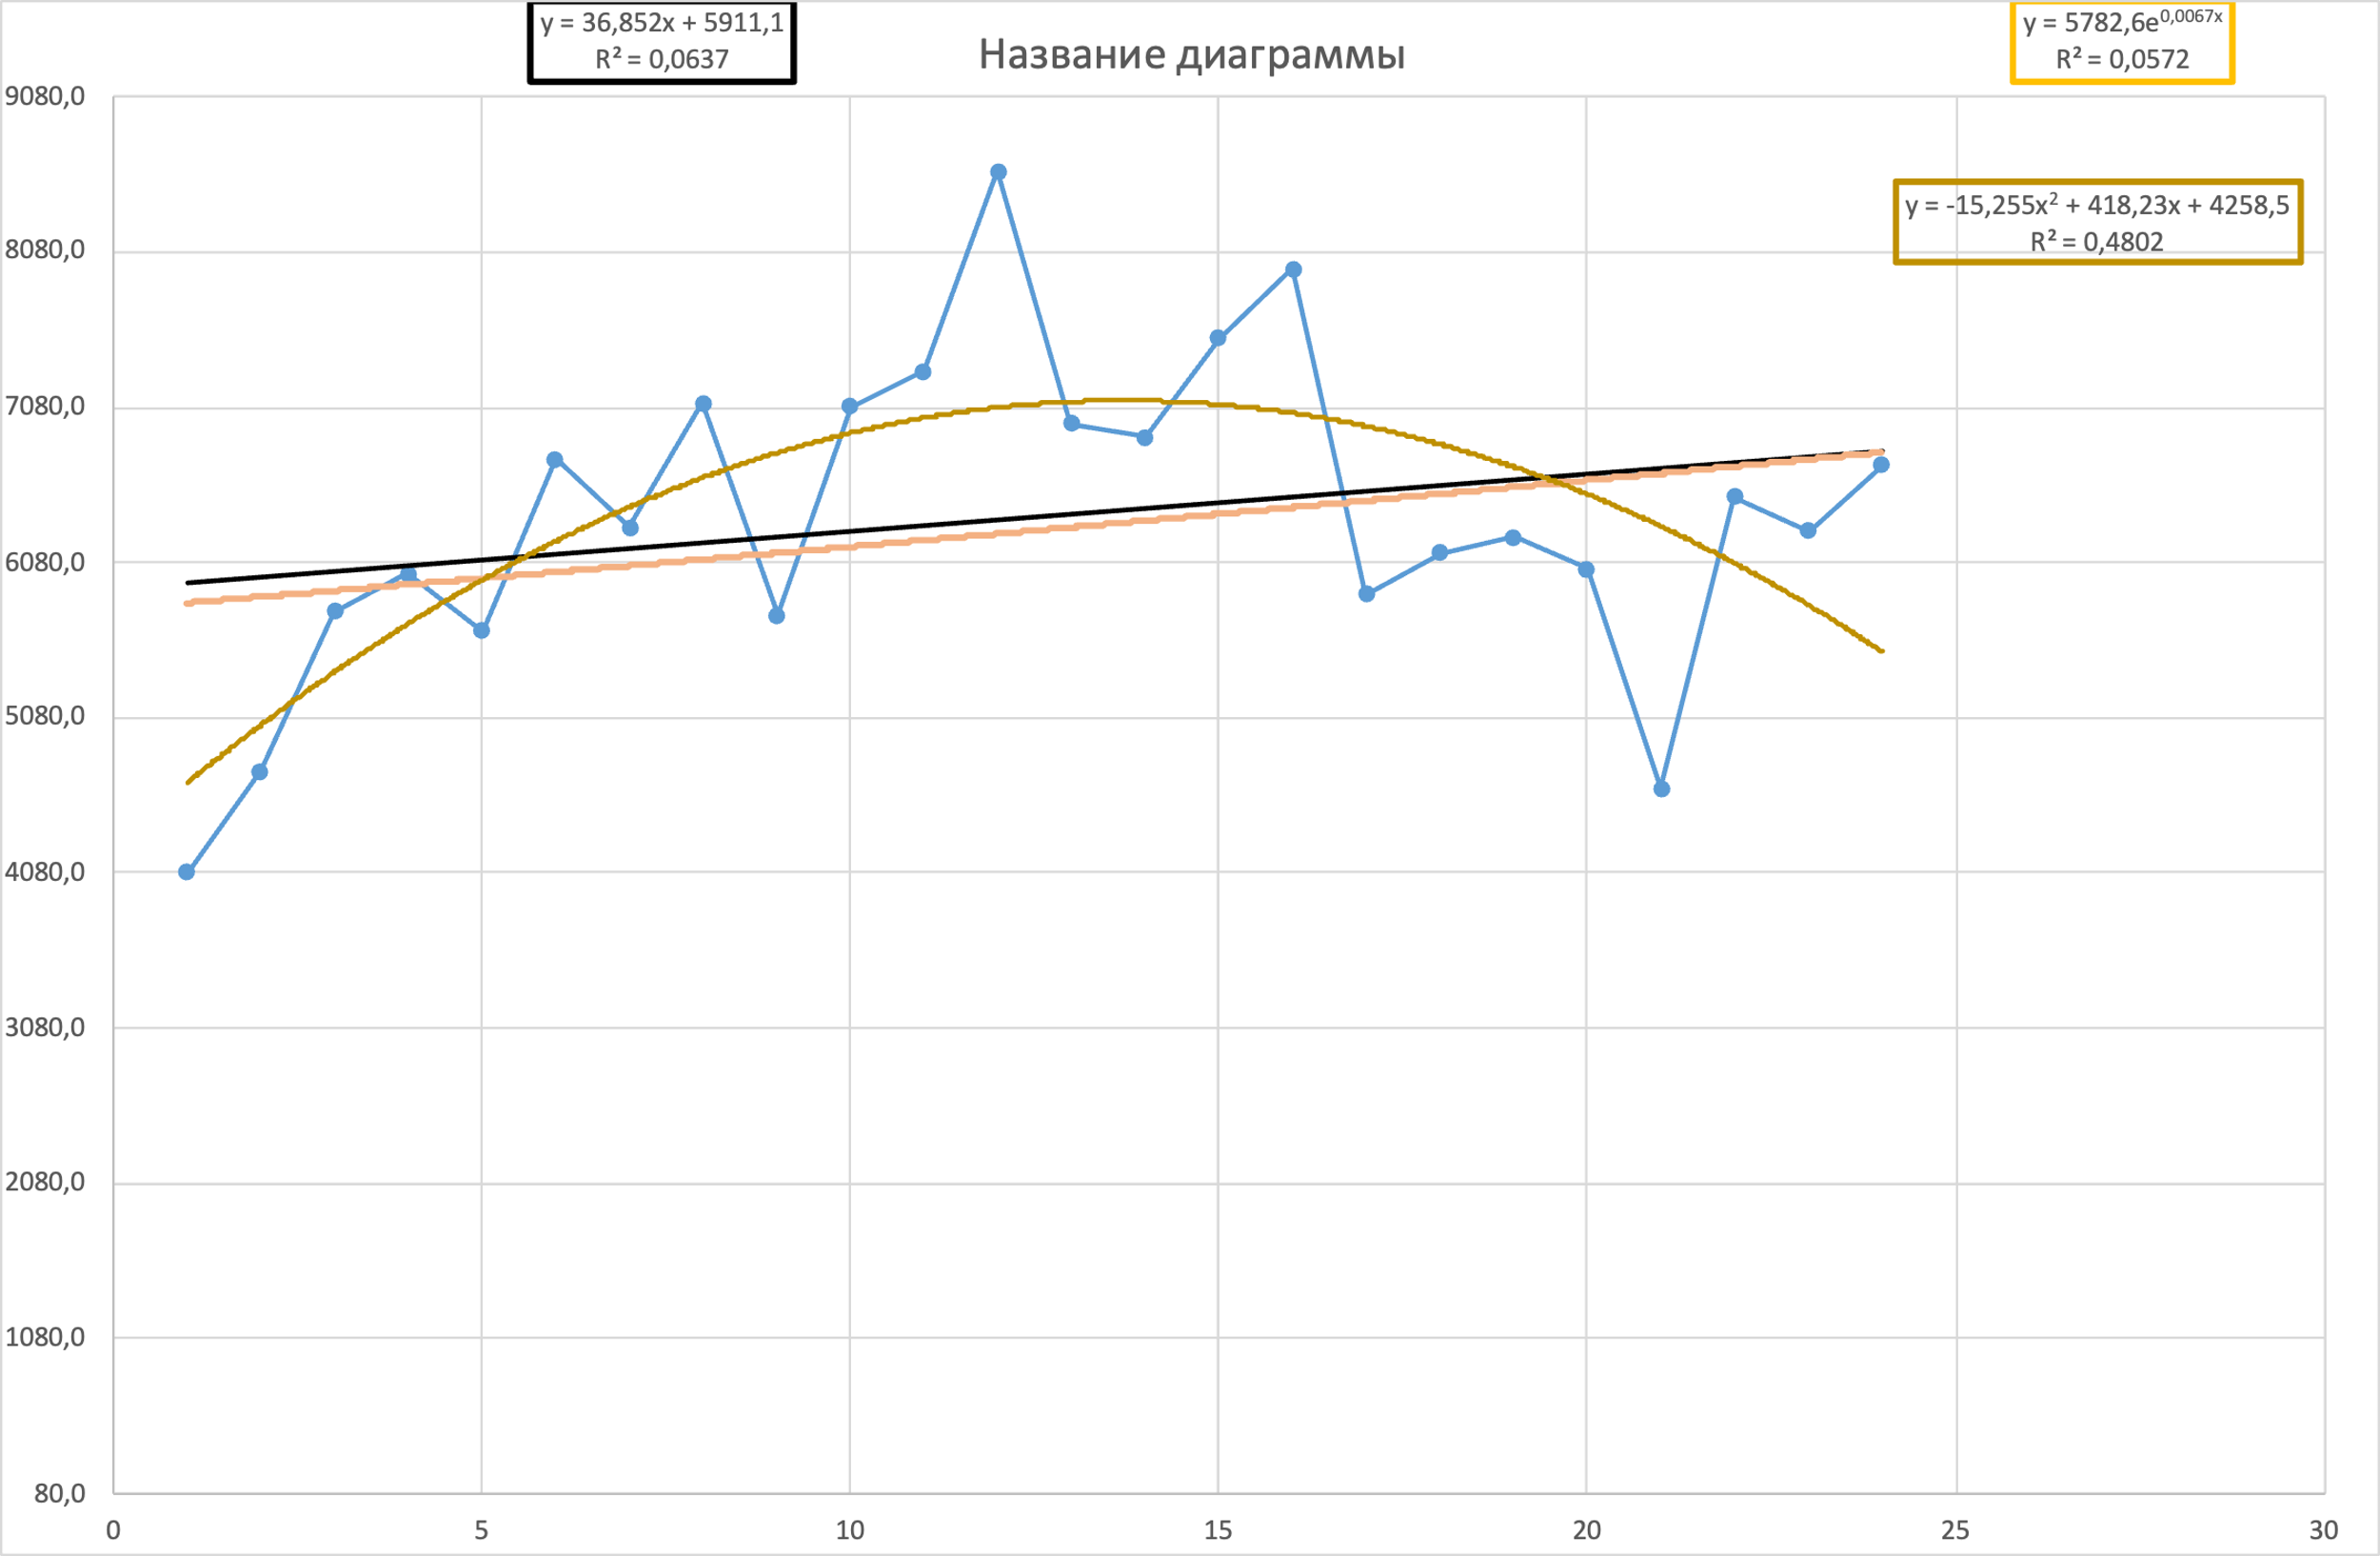 y = 36,852x + 5911,1
R² = 0,0637
Название диаграммы
y = 5782,6e^0,0067x
R² = 0,0572
y = -15,255x² + 418,23x + 4258,5
R² = 0,4802
9080,0
8080,0
7080,0
6080,0
5080,0
4080,0
3080,0
2080,0
1080,0
80,0
0 5 10 15 20 25 30